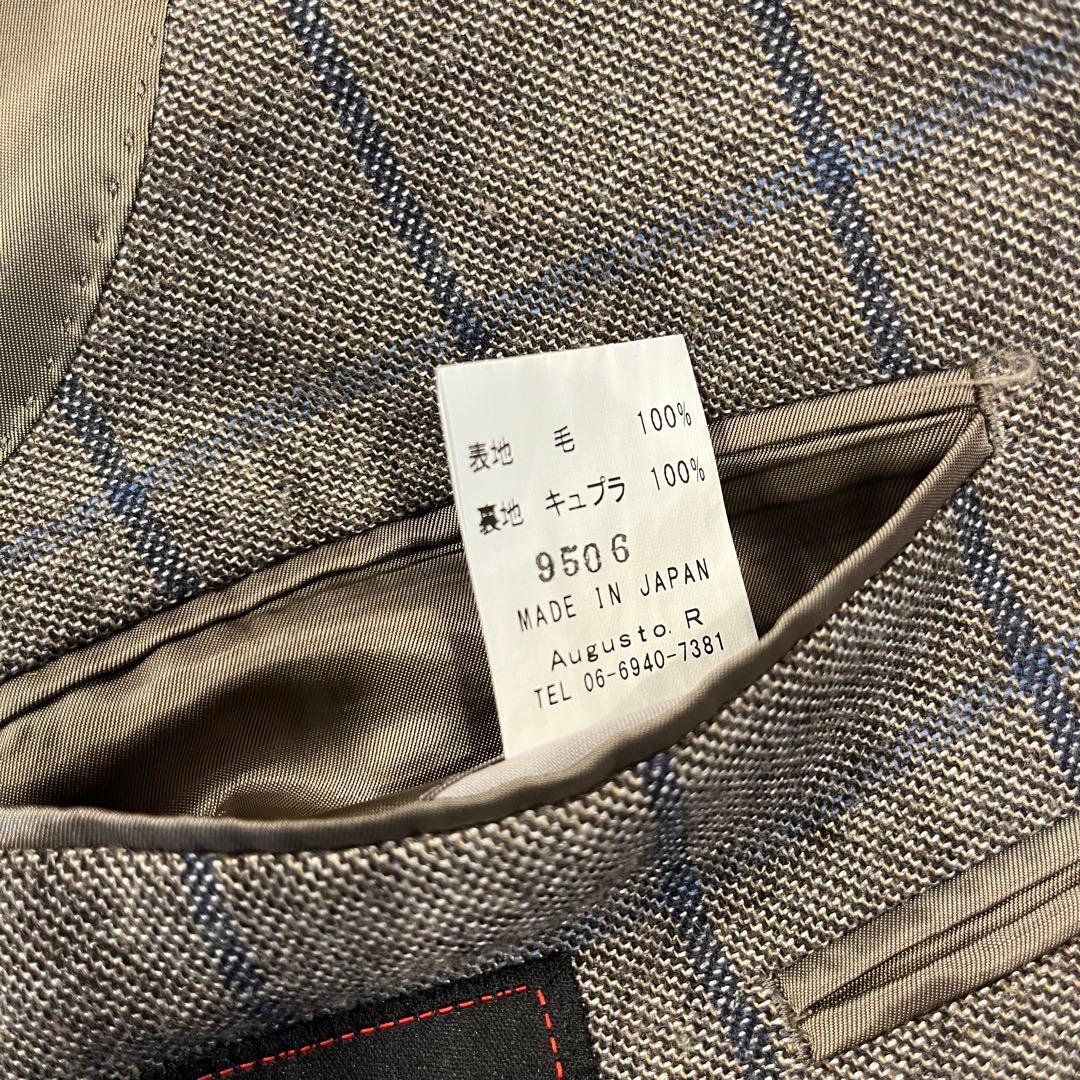 表地 毛 100%
裏地 キュプラ 100%
9506
MADE IN JAPAN
Augusto. R
TEL 06-6940-7381